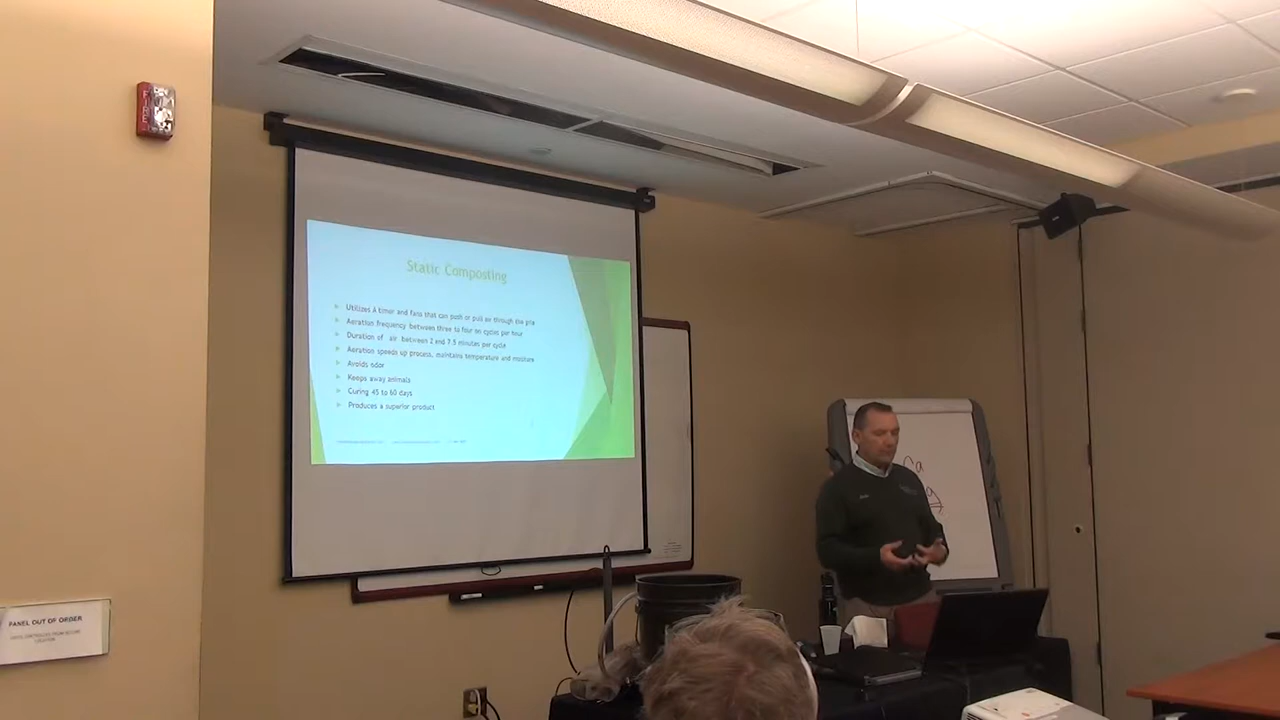 FIRE
Static Composting
Utilizes A timer and fans that can push or pull air through the pile
Aeration frequency between three to four on cycles per hour
Duration of air between 2 and 7.5 minutes per cycle
Aeration speeds up process, maintains temperature and moisture
Avoids odor
Keeps away animals
Curing 45 to 60 days
Produces a superior product
Ca
PANEL OUT OF ORDER